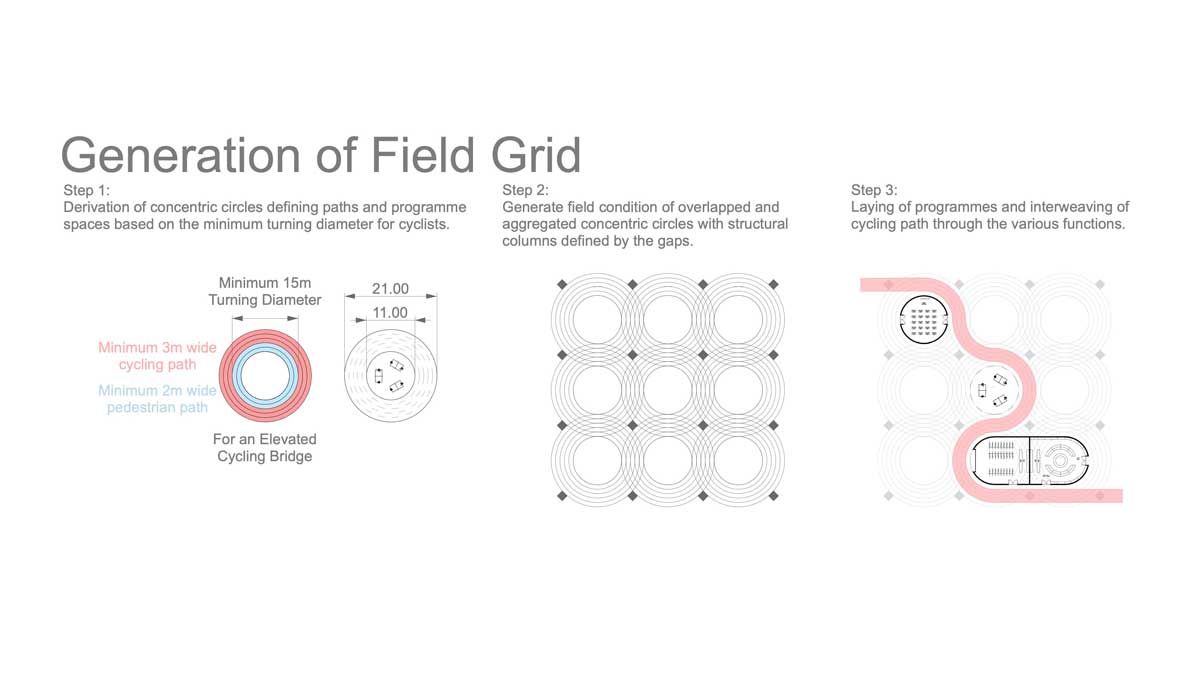 Generation of Field Grid
Step 1:
Derivation of concentric circles defining paths and programme
spaces based on the minimum turning diameter for cyclists.
Step 2:
Generate field condition of overlapped and
aggregated concentric circles with structural
columns defined by the gaps.
Step 3:
Laying of programmes and interweaving of
cycling path through the various functions.
Minimum 15m
Turning Diameter
21.00
11.00
Minimum 3m wide
cycling path
Minimum 2m wide
pedestrian path
For an Elevated
Cycling Bridge